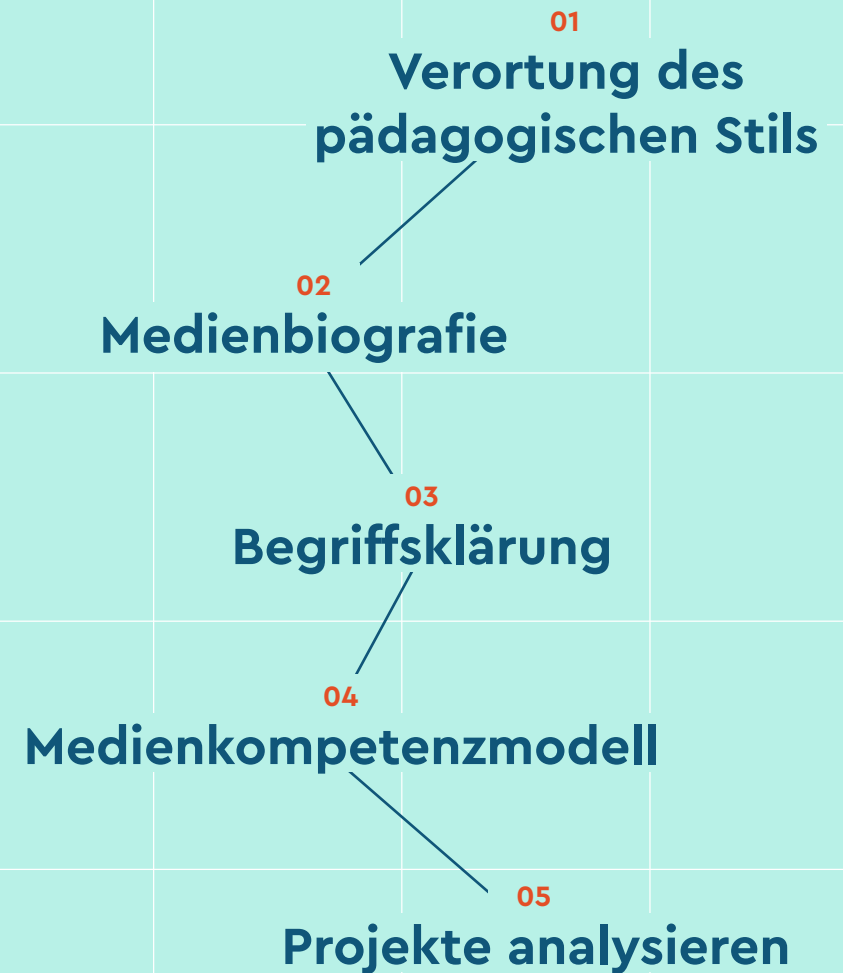 01
Verortung des
pädagogischen Stils
02
Medienbiografie
03
Begriffsklärung
04
Medienkompetenzmodell
05
Projekte analysieren